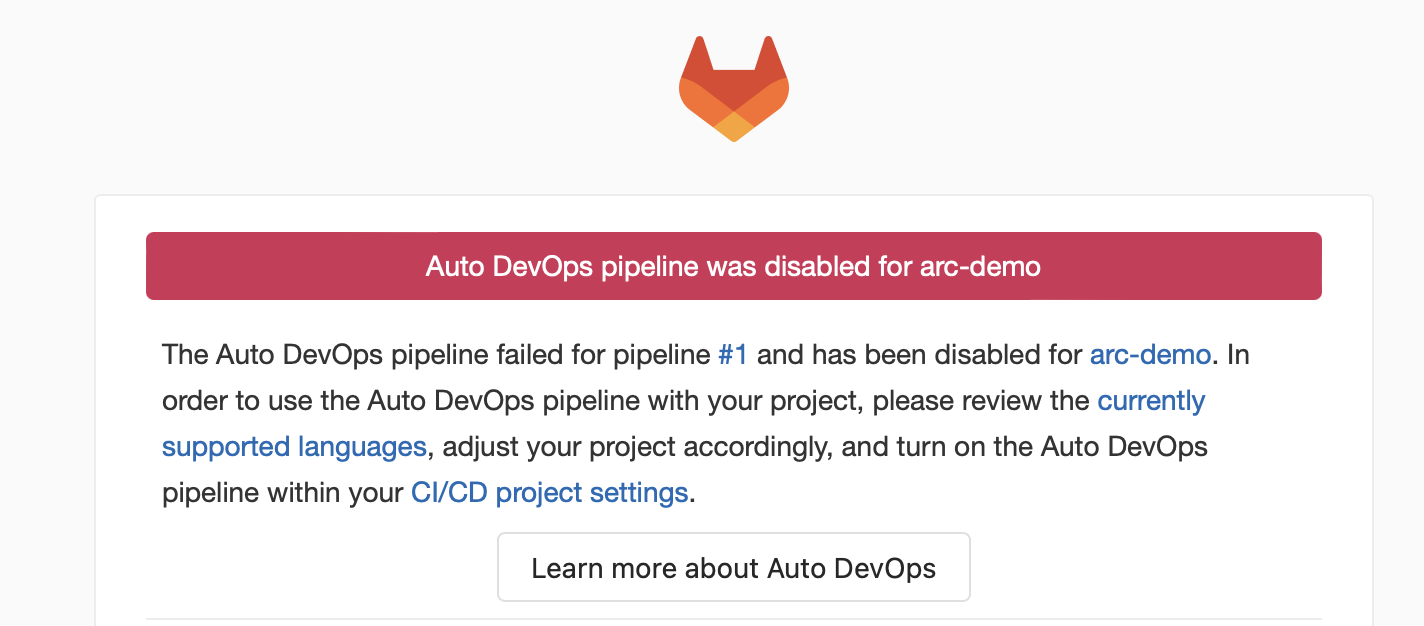 Auto DevOps pipeline was disabled for arc-demo
The Auto DevOps pipeline failed for pipeline #1 and has been disabled for arc-demo. In
order to use the Auto DevOps pipeline with your project, please review the currently
supported languages, adjust your project accordingly, and turn on the Auto DevOps
pipeline within your CI/CD project settings.
Learn more about Auto DevOps